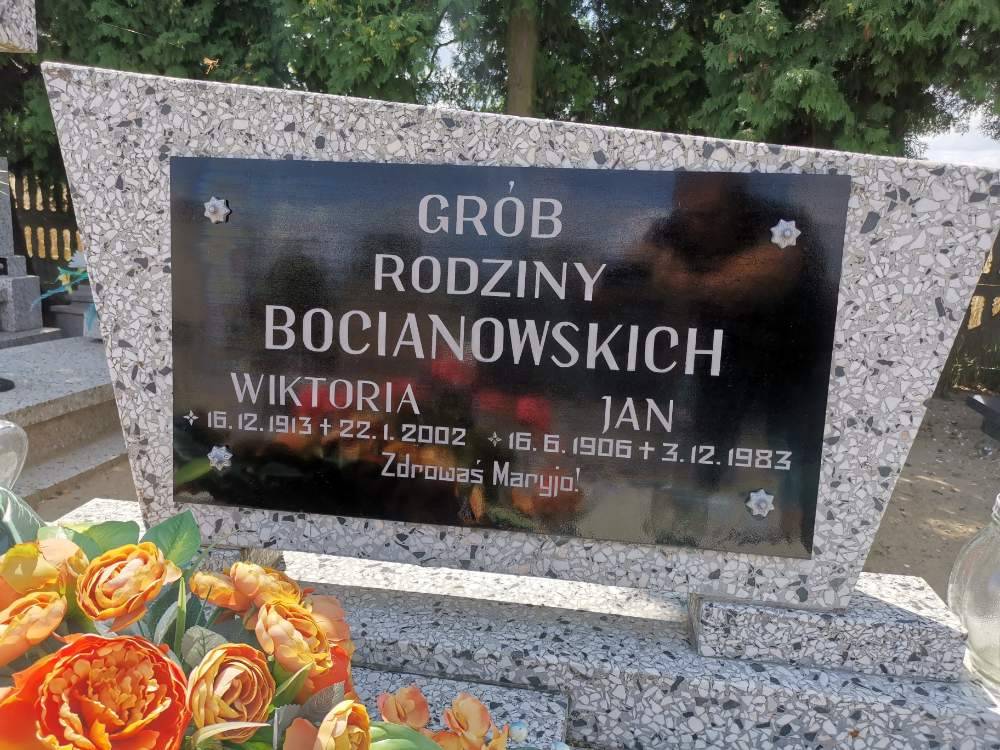 GRÓB
RODZINY
BOCIANOWSKICH
WIKTORIA JAN
16.12.1913 + 22.1.2002 16.6.1906 + 3.12.1983
Zdrowaś Maryjo!